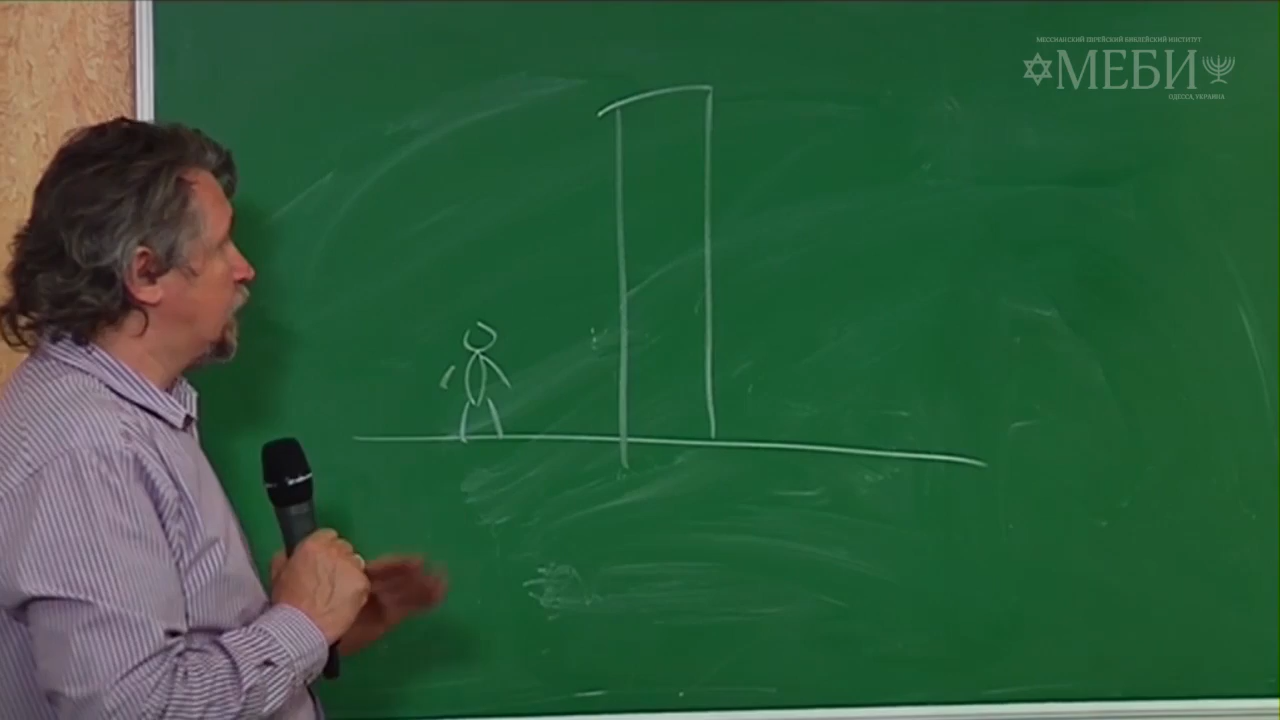 МЕССИАНСКИЙ ЕВРЕЙСКИЙ БИБЛЕЙСКИЙ ИНСТИТУТ
МЕБИ
ОДЕССА, УКРАИНА